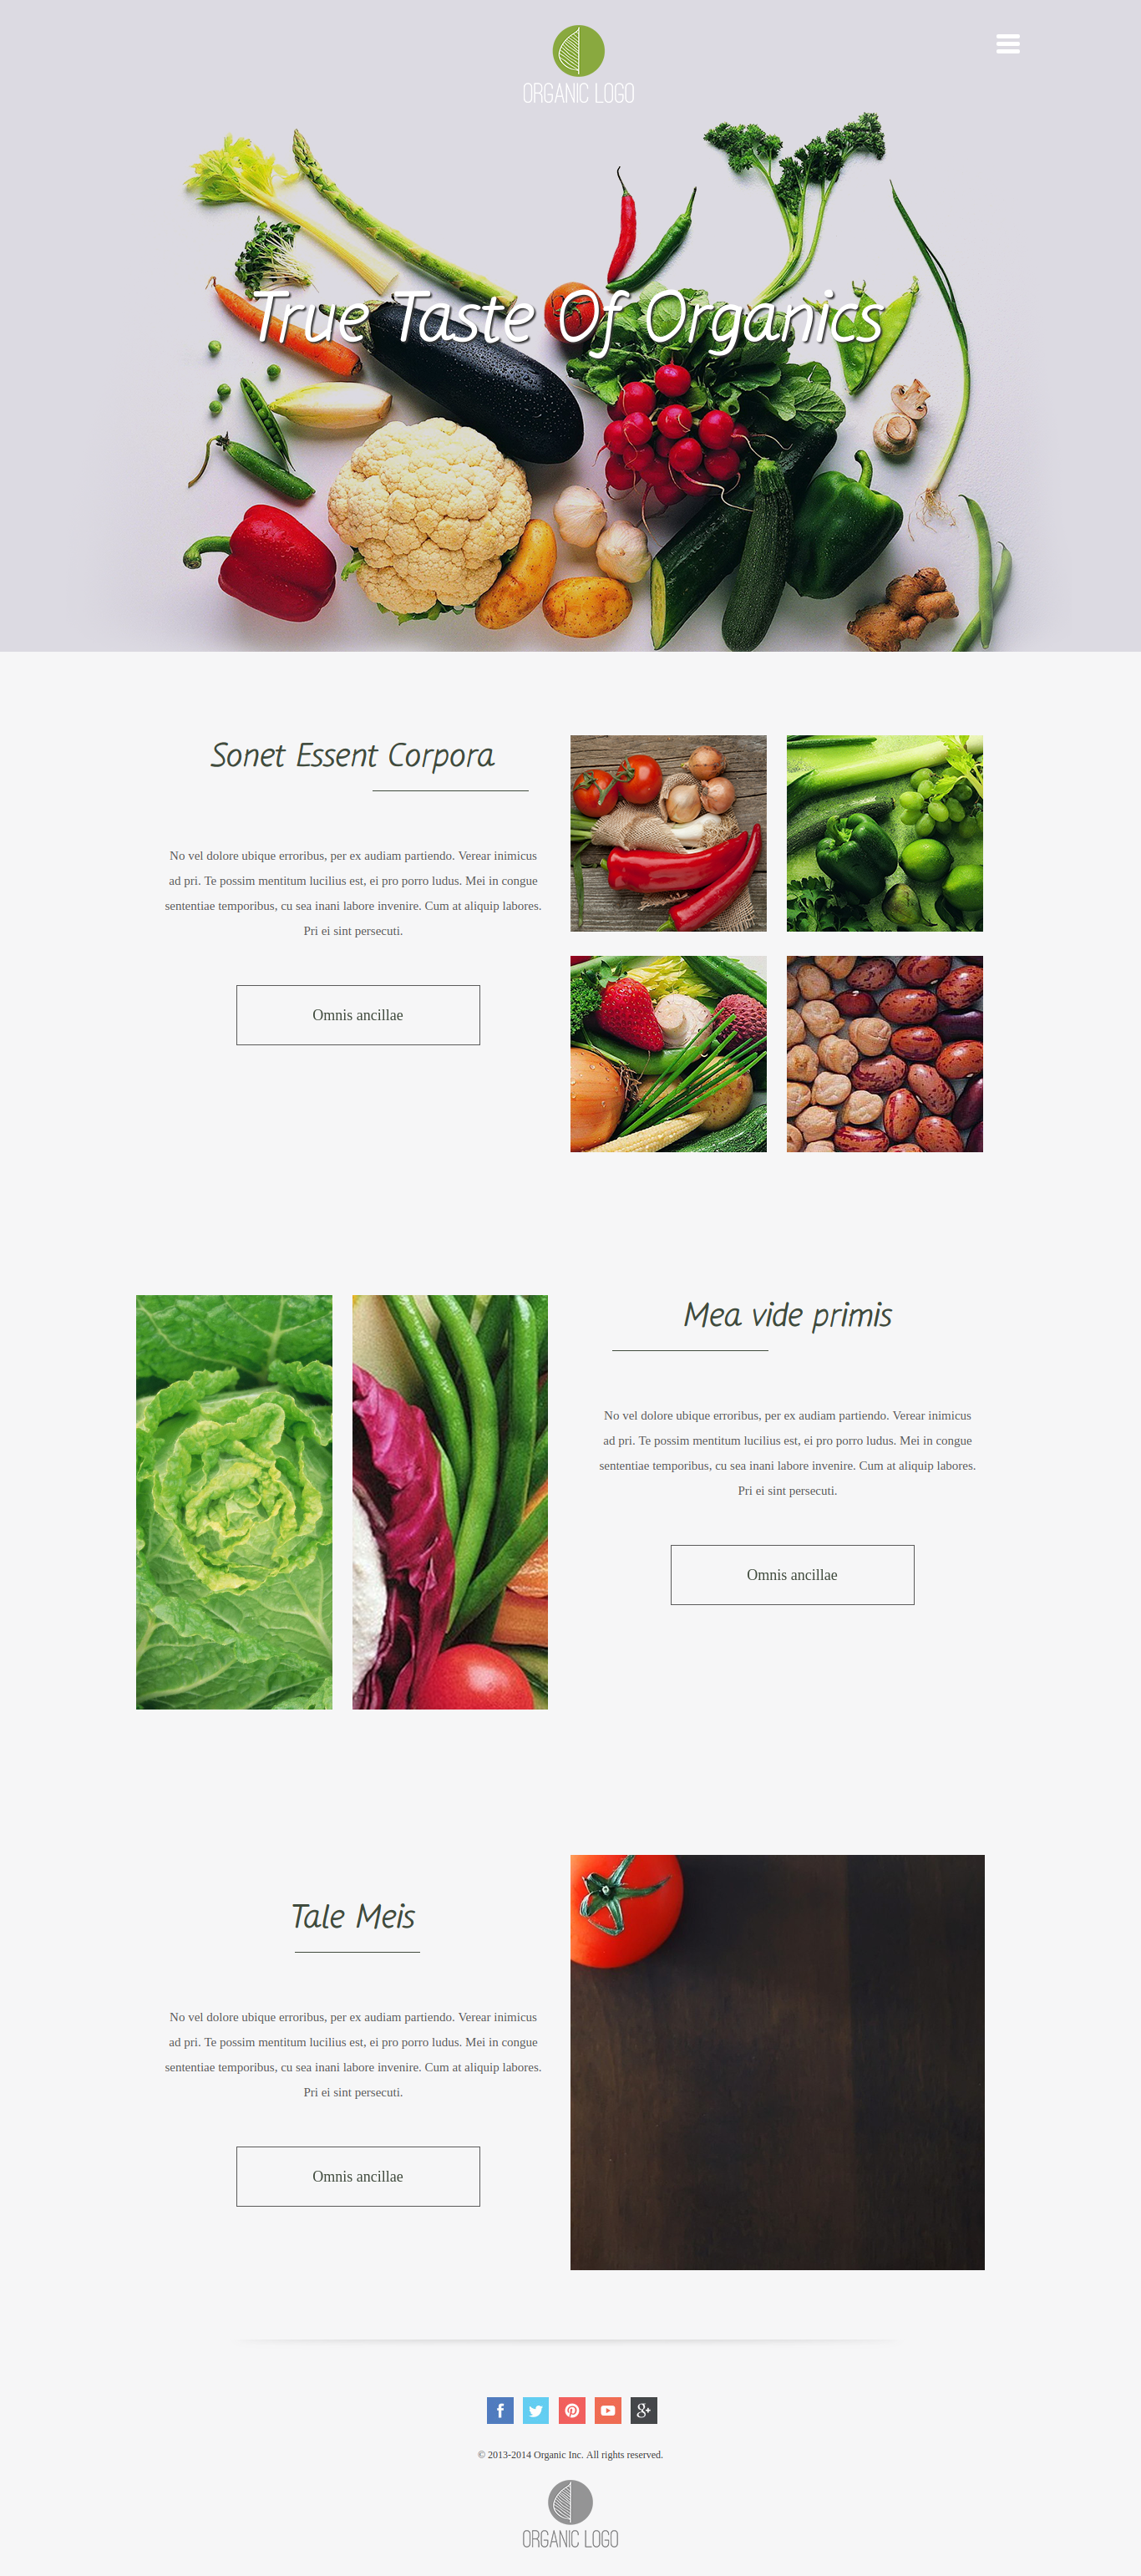 ORGANIC LOGO
True Taste Of Organics
Sonet Essent Corpora
No vel dolore ubique erroribus, per ex audiam partiendo. Verear inimicus
ad pri. Te possim mentitum lucilius est, ei pro porro ludus. Mei in congue
sententiae temporibus, cu sea inani labore invenire. Cum at aliquip labores.
Pri ei sint persecuti.
Omnis ancillae
Mea vide primis
No vel dolore ubique erroribus, per ex audiam partiendo. Verear inimicus
ad pri. Te possim mentitum lucilius est, ei pro porro ludus. Mei in congue
sententiae temporibus, cu sea inani labore invenire. Cum at aliquip labores.
Pri ei sint persecuti.
Omnis ancillae
Tale Meis
No vel dolore ubique erroribus, per ex audiam partiendo. Verear inimicus
ad pri. Te possim mentitum lucilius est, ei pro porro ludus. Mei in congue
sententiae temporibus, cu sea inani labore invenire. Cum at aliquip labores.
Pri ei sint persecuti.
Omnis ancillae
© 2013-2014 Organic Inc. All rights reserved.
ORGANIC LOGO